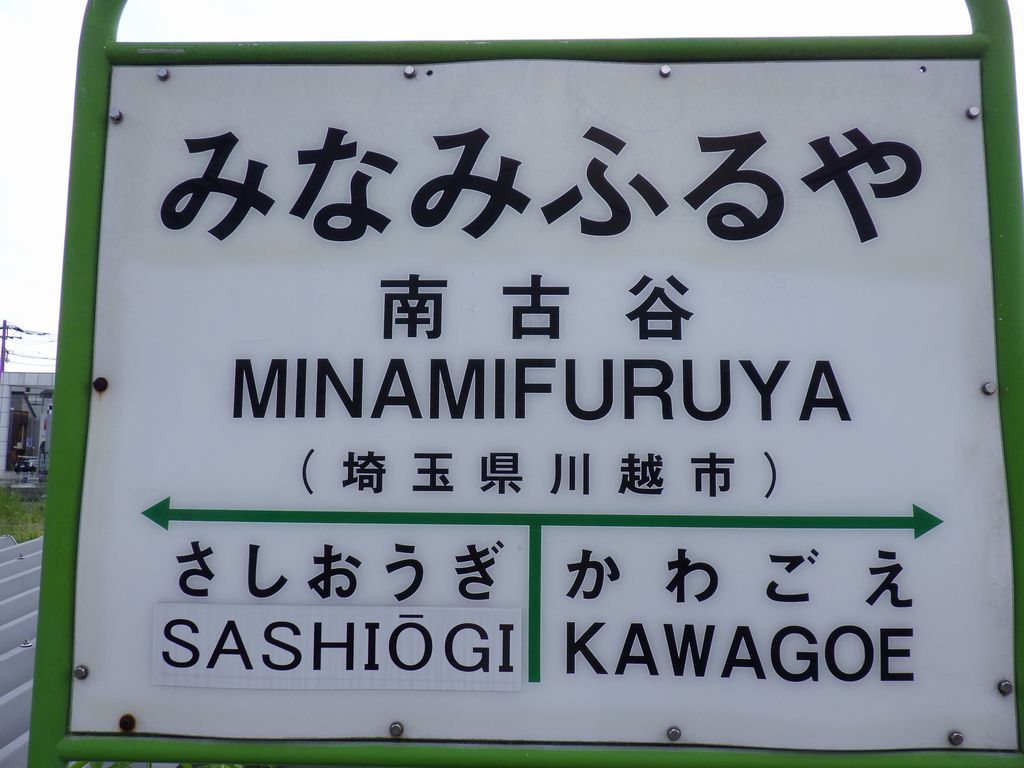 みなみふるや
南古谷
MINAMIFURUYA
(埼玉県川越市)
さしおうぎ かわごえ
SASHIŌGI KAWAGOE